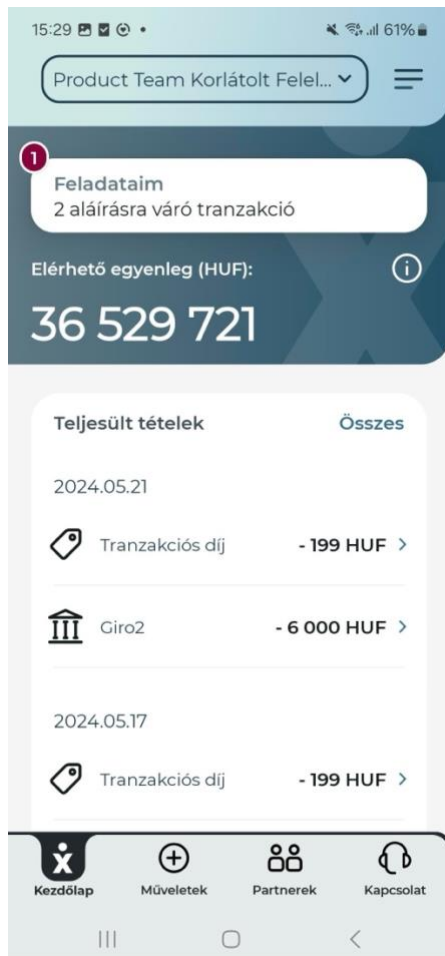 15:29 61%
Product Team Korlátolt Felel...
1
Feladataim
2 aláírásra váró tranzakció
Elérhető egyenleg (HUF):
36 529 721
Teljesült tételek Összes
2024.05.21
Tranzakciós díj - 199 HUF
Giro2 - 6 000 HUF
2024.05.17
Tranzakciós díj - 199 HUF
Kezdőlap Műveletek Partnerek Kapcsolat